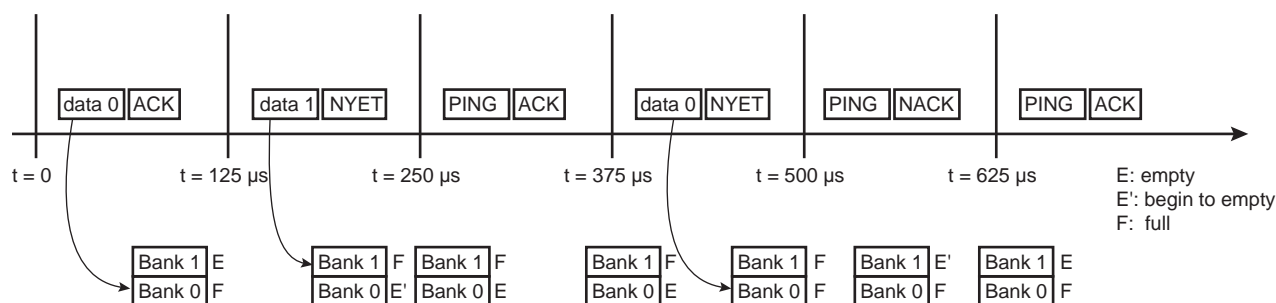 data 0 ACK data 1 NYET PING ACK data 0 NYET PING NACK PING ACK
t = 0 t = 125 µs t = 250 µs t = 375 µs t = 500 µs t = 625 µs E: empty
E': begin to empty
F: full
Bank 1 E Bank 1 F Bank 1 F Bank 1 F Bank 1 F Bank 1 E' Bank 1 E
Bank 0 F Bank 0 E' Bank 0 E Bank 0 E Bank 0 F Bank 0 F Bank 0 F